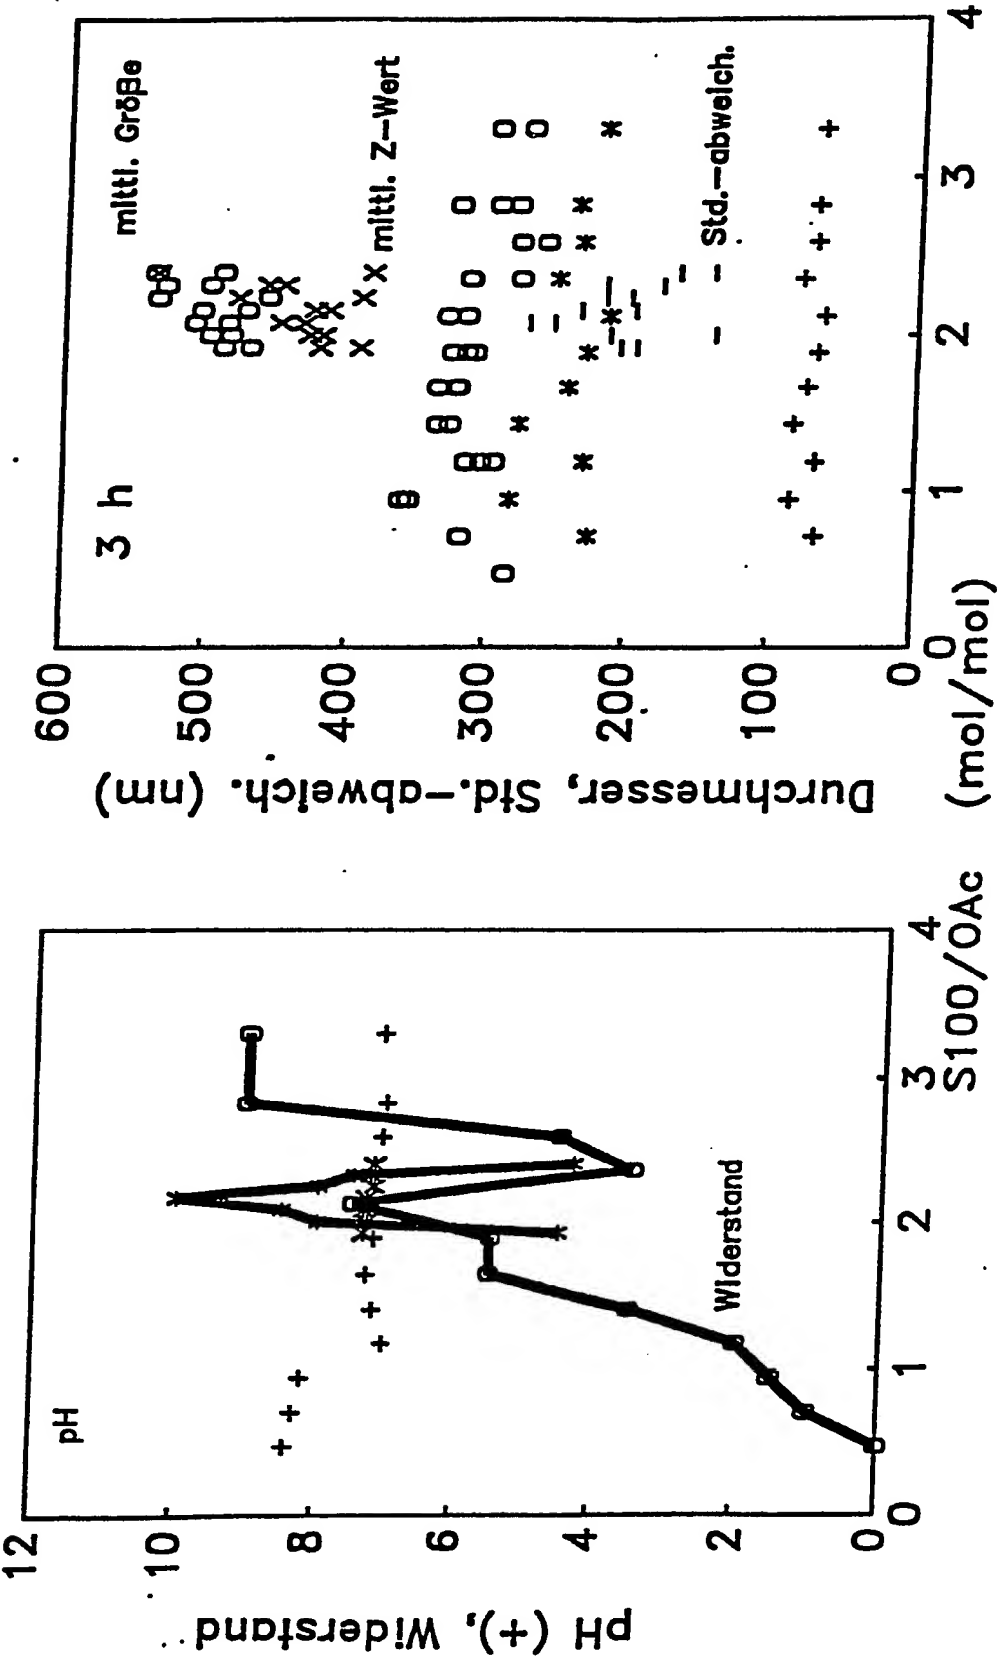 12
10
8
6
4
2
0
pH (+), Widerstand
pH
Widerstand
0
1
2
3
4
S100/OAc (mol/mol)
600
500
400
300
200
100
0
Durchmesser, Std.-abweich. (nm)
3 h
mittl. Größe
mittl. Z-Wert
Std.-abweich.
0
1
2
3
4